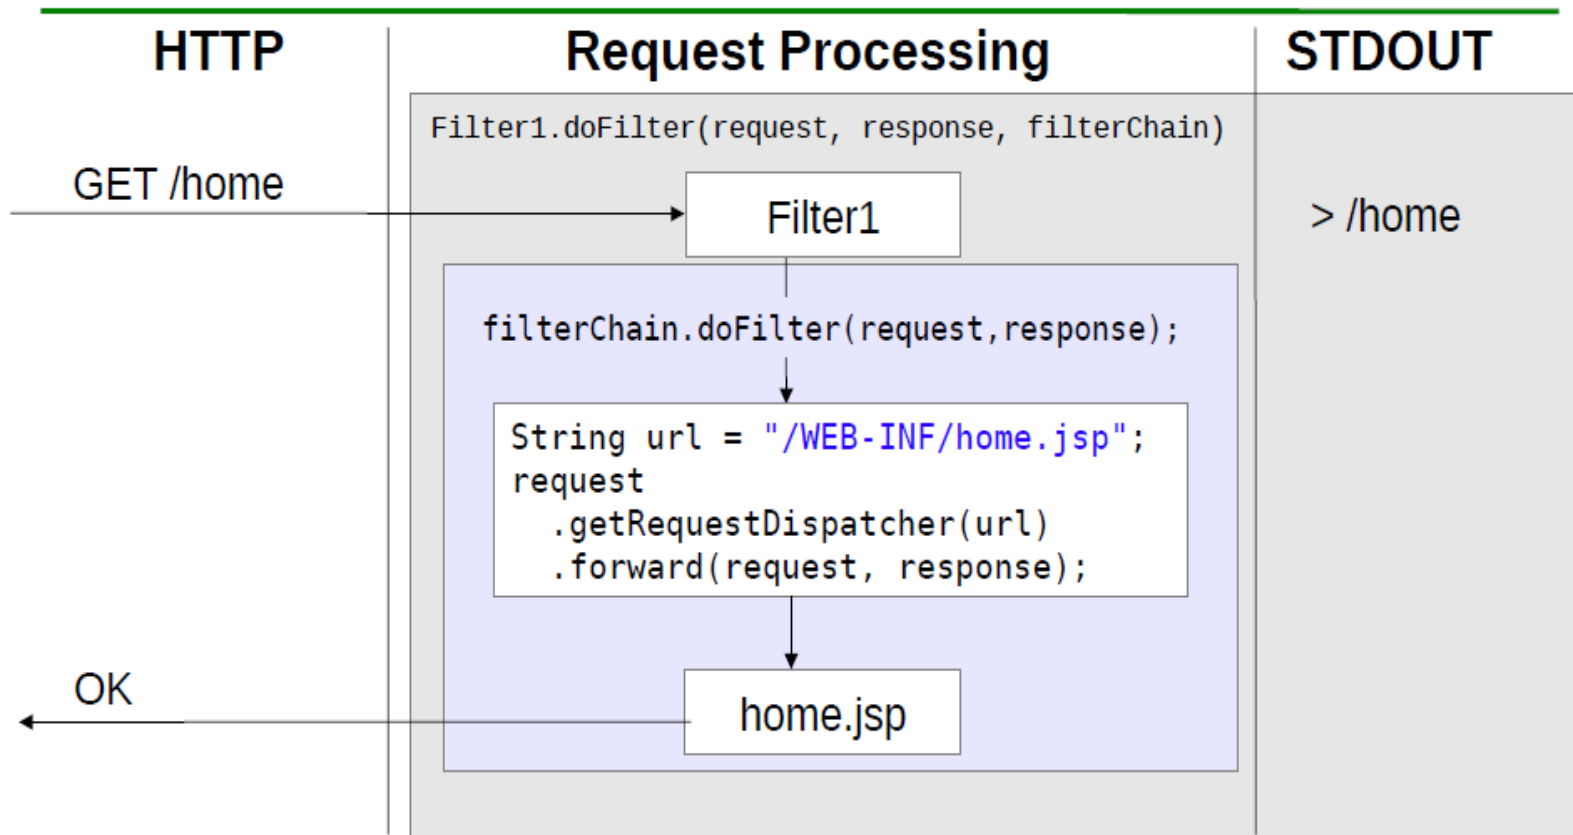 HTTP
Request Processing
STDOUT
Filter1.doFilter(request, response, filterChain)
GET /home
Filter1
> /home
filterChain.doFilter(request,response);
String url = "/WEB-INF/home.jsp";
request
.getRequestDispatcher(url)
.forward(request, response);
OK
home.jsp